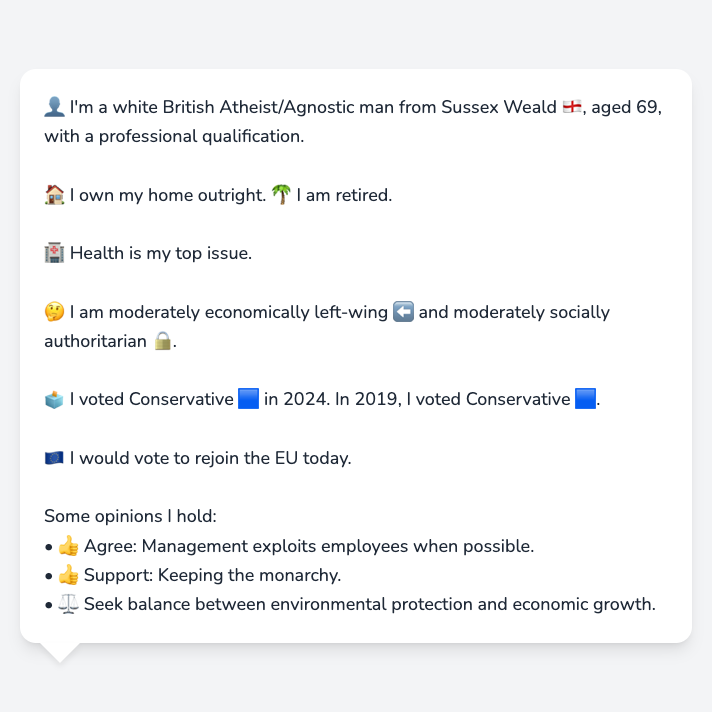 👤 I'm a white British Atheist/Agnostic man from Sussex Weald 🏴󠁧󠁢󠁥󠁮󠁧󠁿, aged 69,
with a professional qualification.
🏠 I own my home outright. 🌴 I am retired.
🏥 Health is my top issue.
🤔 I am moderately economically left-wing ⬅️ and moderately socially
authoritarian 🔒.
🗳️ I voted Conservative 🟦 in 2024. In 2019, I voted Conservative 🟦.
🇪🇺 I would vote to rejoin the EU today.
Some opinions I hold:
• 👍 Agree: Management exploits employees when possible.
• 👍 Support: Keeping the monarchy.
• ⚖️ Seek balance between environmental protection and economic growth.